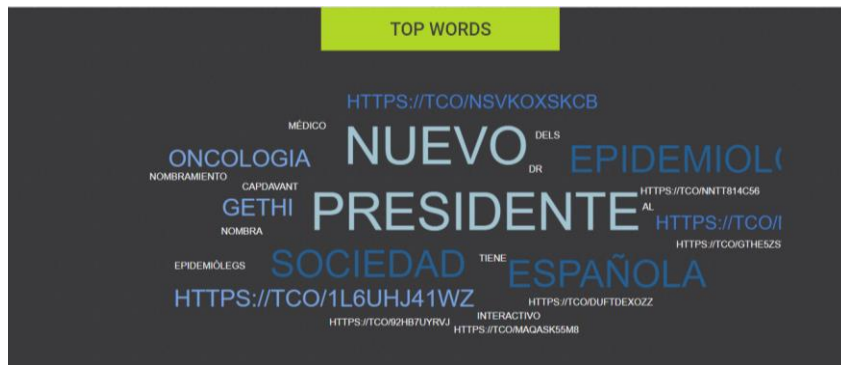 TOP WORDS
HTTPS://TCO/NSVKOXSKCB
MÉDICO
NUEVO
DELS
ONCOLOGIA
DR
EPIDEMIOL
NOMBRAMIENTO
CAPDAVANT
HTTPS://TCO/NNTT814C56
GETHI
PRESIDENTE
AL
HTTPS://TCO/
NOMBRA
HTTPS://TCO/GTHE5ZS
EPIDEMIÒLEGS
SOCIEDAD
TIENE
ESPAÑOLA
HTTPS://TCO/1L6UHJ41WZ
HTTPS://TCO/DUFTDEXOZZ
INTERACTIVO
HTTPS://TCO/92HB7UYRVJ
HTTPS://TCO/MAQASK55M8